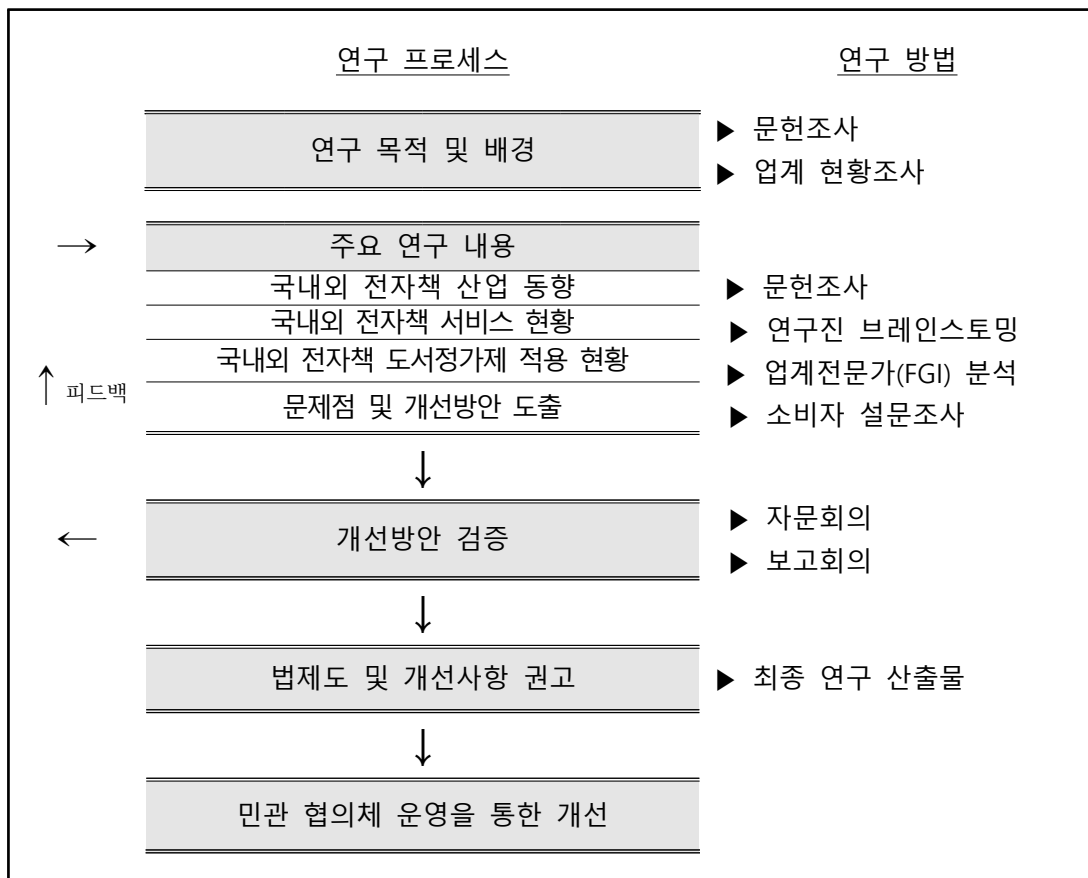 연구 프로세스
연구 방법
연구 목적 및 배경
▶ 문헌조사
▶ 업계 현황조사
→
주요 연구 내용
국내외 전자책 산업 동향
국내외 전자책 서비스 현황
국내외 전자책 도서정가제 적용 현황
문제점 및 개선방안 도출
▶ 문헌조사
▶ 연구진 브레인스토밍
▶ 업계전문가(FGI) 분석
▶ 소비자 설문조사
↑ 피드백
↓
←
개선방안 검증
▶ 자문회의
▶ 보고회의
↓
법제도 및 개선사항 권고
▶ 최종 연구 산출물
↓
민관 협의체 운영을 통한 개선